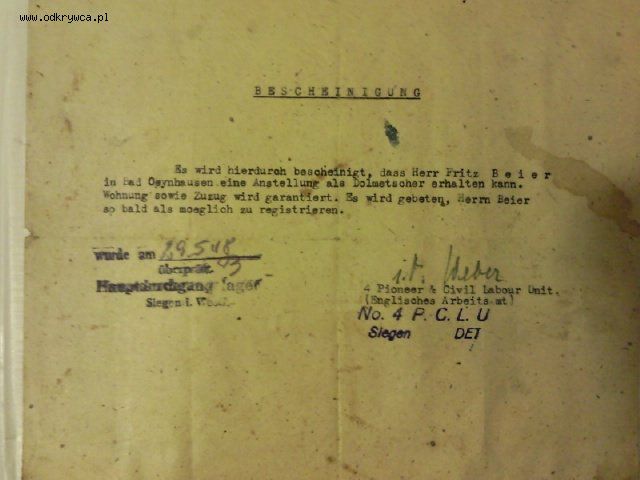 www.odkrywca.pl
BESCHEINIGUNG
Es wird hierdurch bescheinigt, dass Herr Fritz B e i e r
in Bad Oeynhausen eine Anstellung als Dolmetscher erhalten kann.
Wohnung sowie Zuzug wird garantiert. Es wird gebeten, Herrn Beier
so bald als moeglich zu registrieren.
wurde am 29.5.48
überprüft
Siegen i.
i.A. Weber
4 Pioneer & Civil Labour Unit.
(Englisches Arbeitsamt)
No. 4 P. C. L. U
Siegen DET